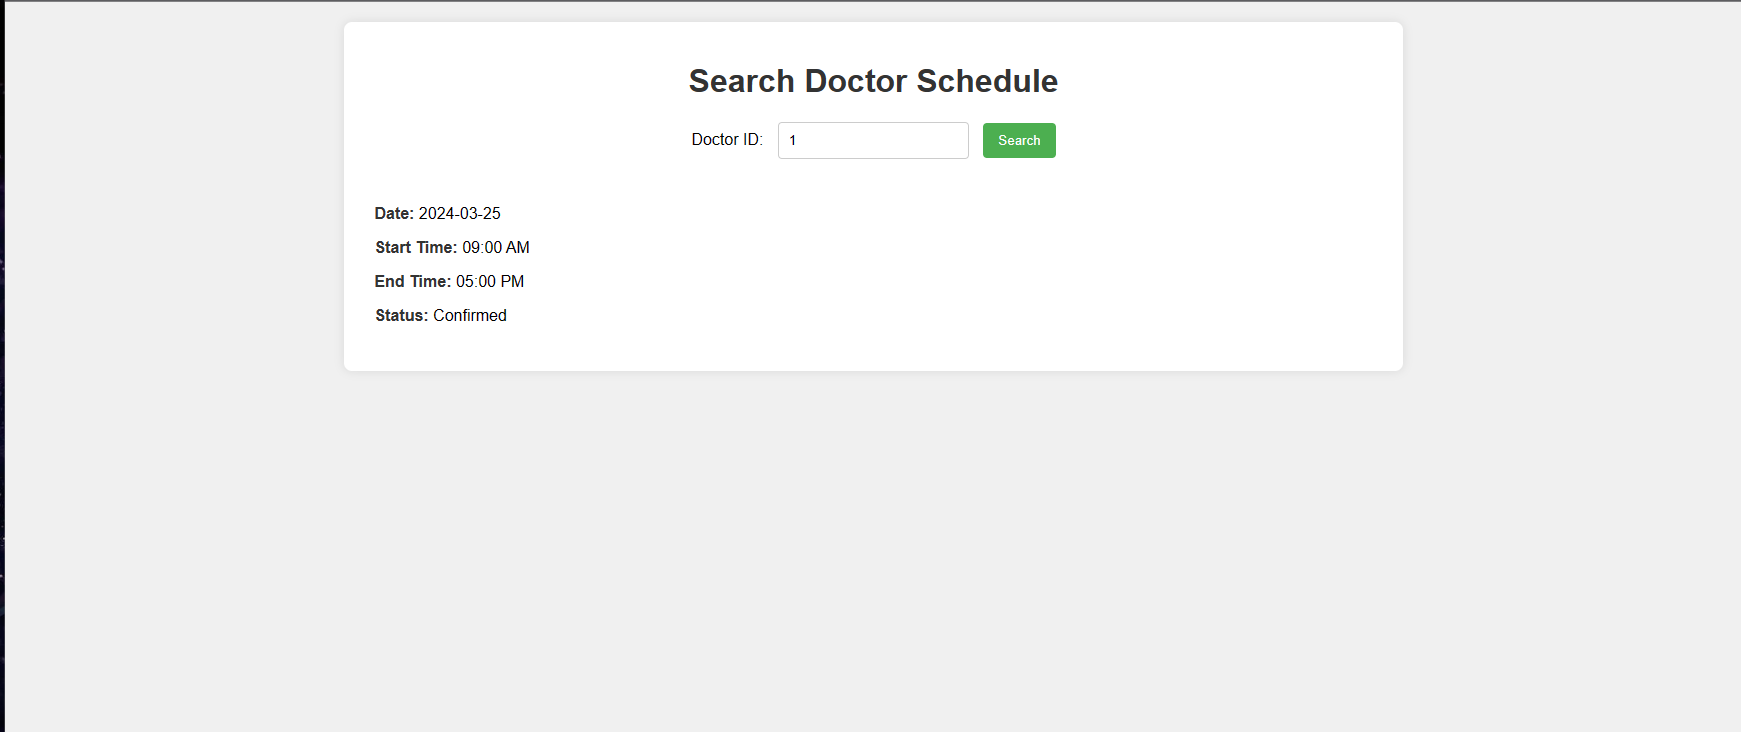 Search Doctor Schedule
Doctor ID: 1 Search
Date: 2024-03-25
Start Time: 09:00 AM
End Time: 05:00 PM
Status: Confirmed